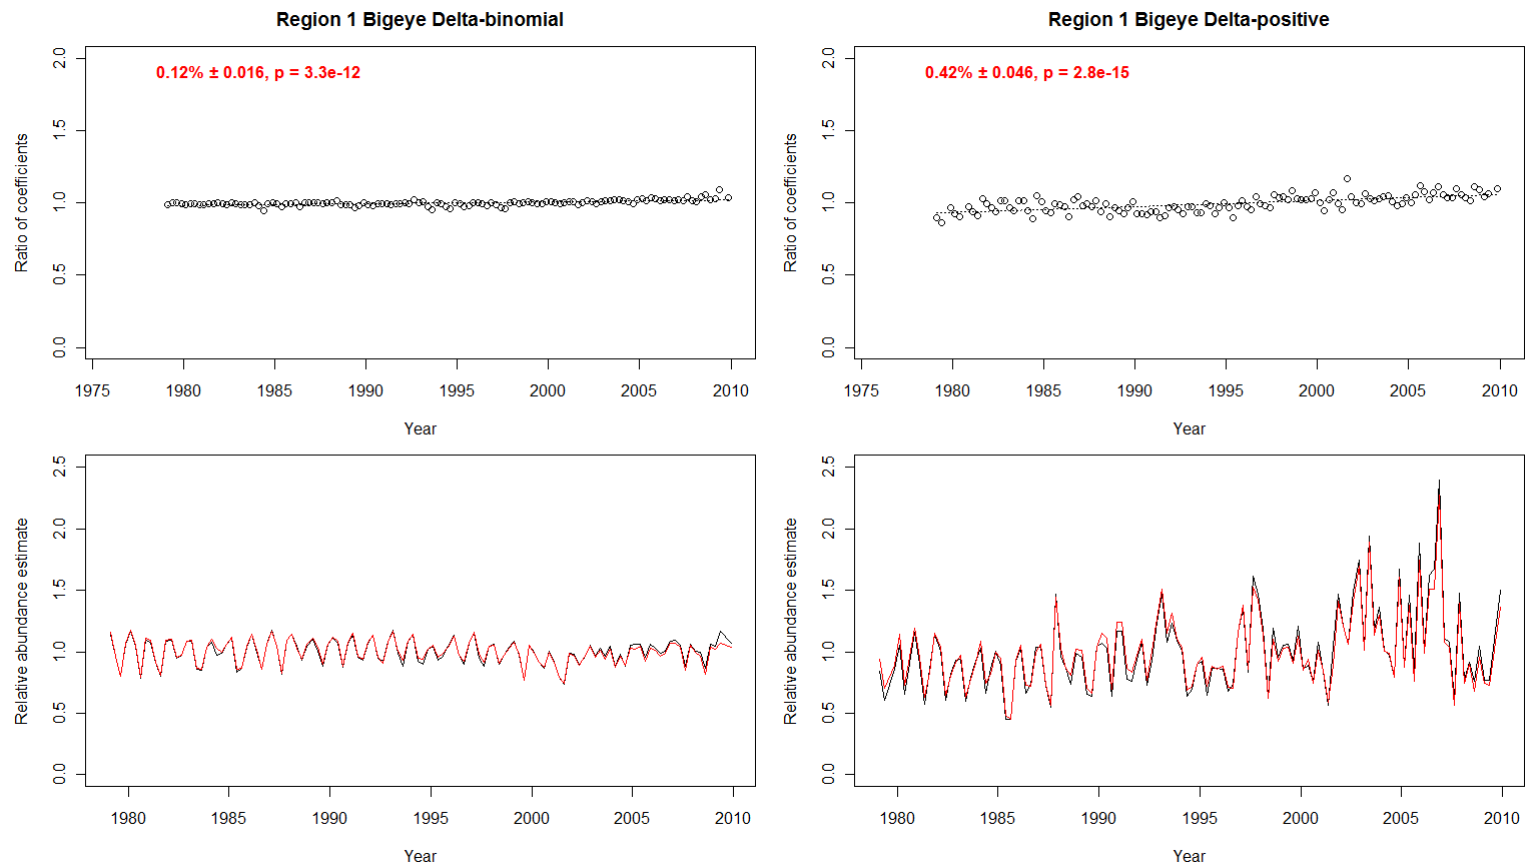 Region 1 Bigeye Delta-binomial
Ratio of coefficients
2.0
1.5
1.0
0.5
0.0
0.12% ± 0.016, p = 3.3e-12
1975 1980 1985 1990 1995 2000 2005 2010
Year
Region 1 Bigeye Delta-positive
Ratio of coefficients
2.0
1.5
1.0
0.5
0.0
0.42% ± 0.046, p = 2.8e-15
1975 1980 1985 1990 1995 2000 2005 2010
Year
Relative abundance estimate
2.5
2.0
1.5
1.0
0.5
0.0
1980 1985 1990 1995 2000 2005 2010
Year
Relative abundance estimate
2.5
2.0
1.5
1.0
0.5
0.0
1980 1985 1990 1995 2000 2005 2010
Year